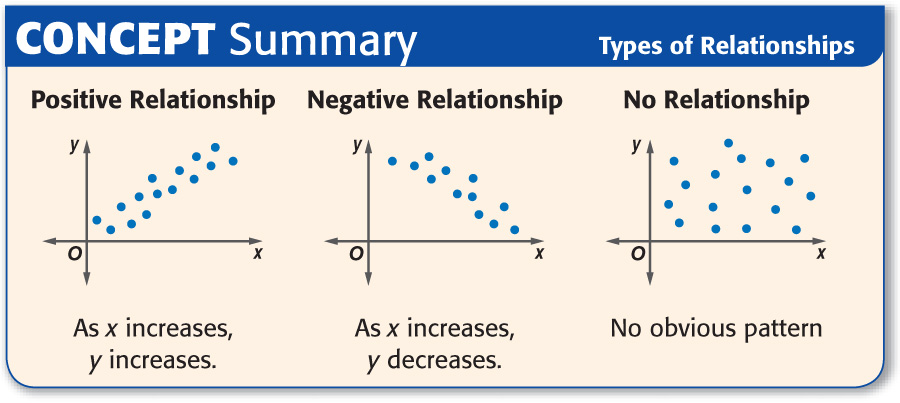 CONCEPT Summary
Types of Relationships
Positive Relationship
y
O
x
As x increases,
y increases.
Negative Relationship
y
O
x
As x increases,
y decreases.
No Relationship
y
O
x
No obvious pattern